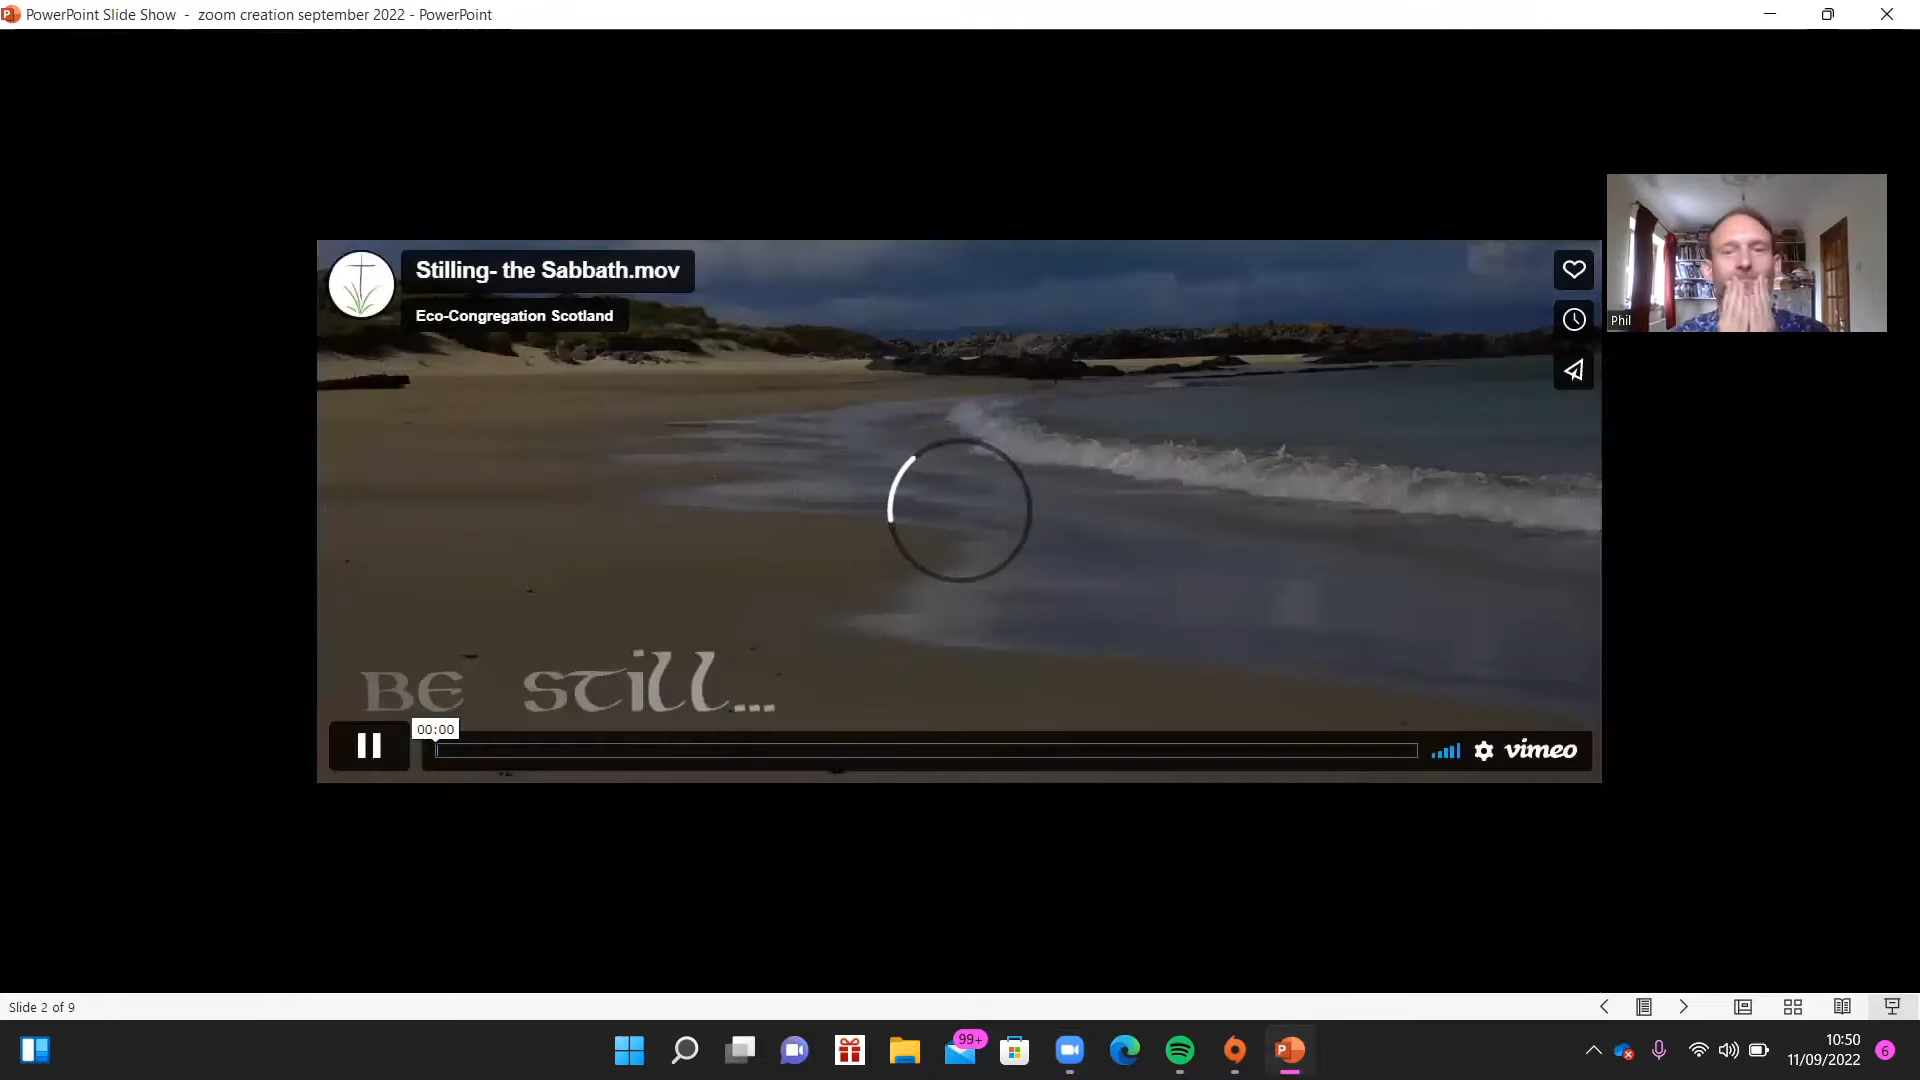 PowerPoint Slide Show - zoom creation september 2022 - PowerPoint
Stilling- the Sabbath.mov
Eco-Congregation Scotland
Phil
BE STILL...
00:00
vimeo
Slide 2 of 9
99+
10:50
11/09/2022
6